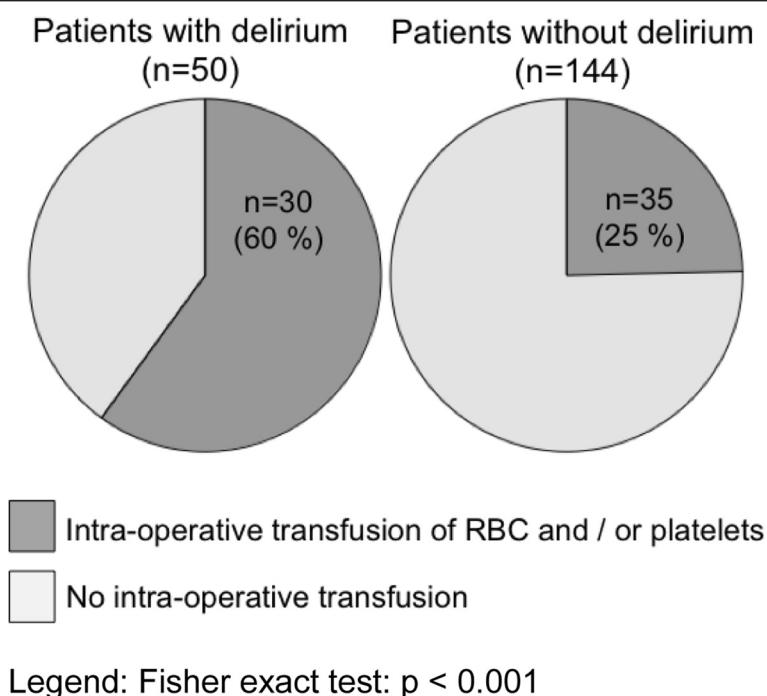 Patients with delirium
(n=50)
Patients without delirium
(n=144)
n=30
(60 %)
n=35
(25 %)
Intra-operative transfusion of RBC and / or platelets
No intra-operative transfusion
Legend: Fisher exact test: p < 0.001